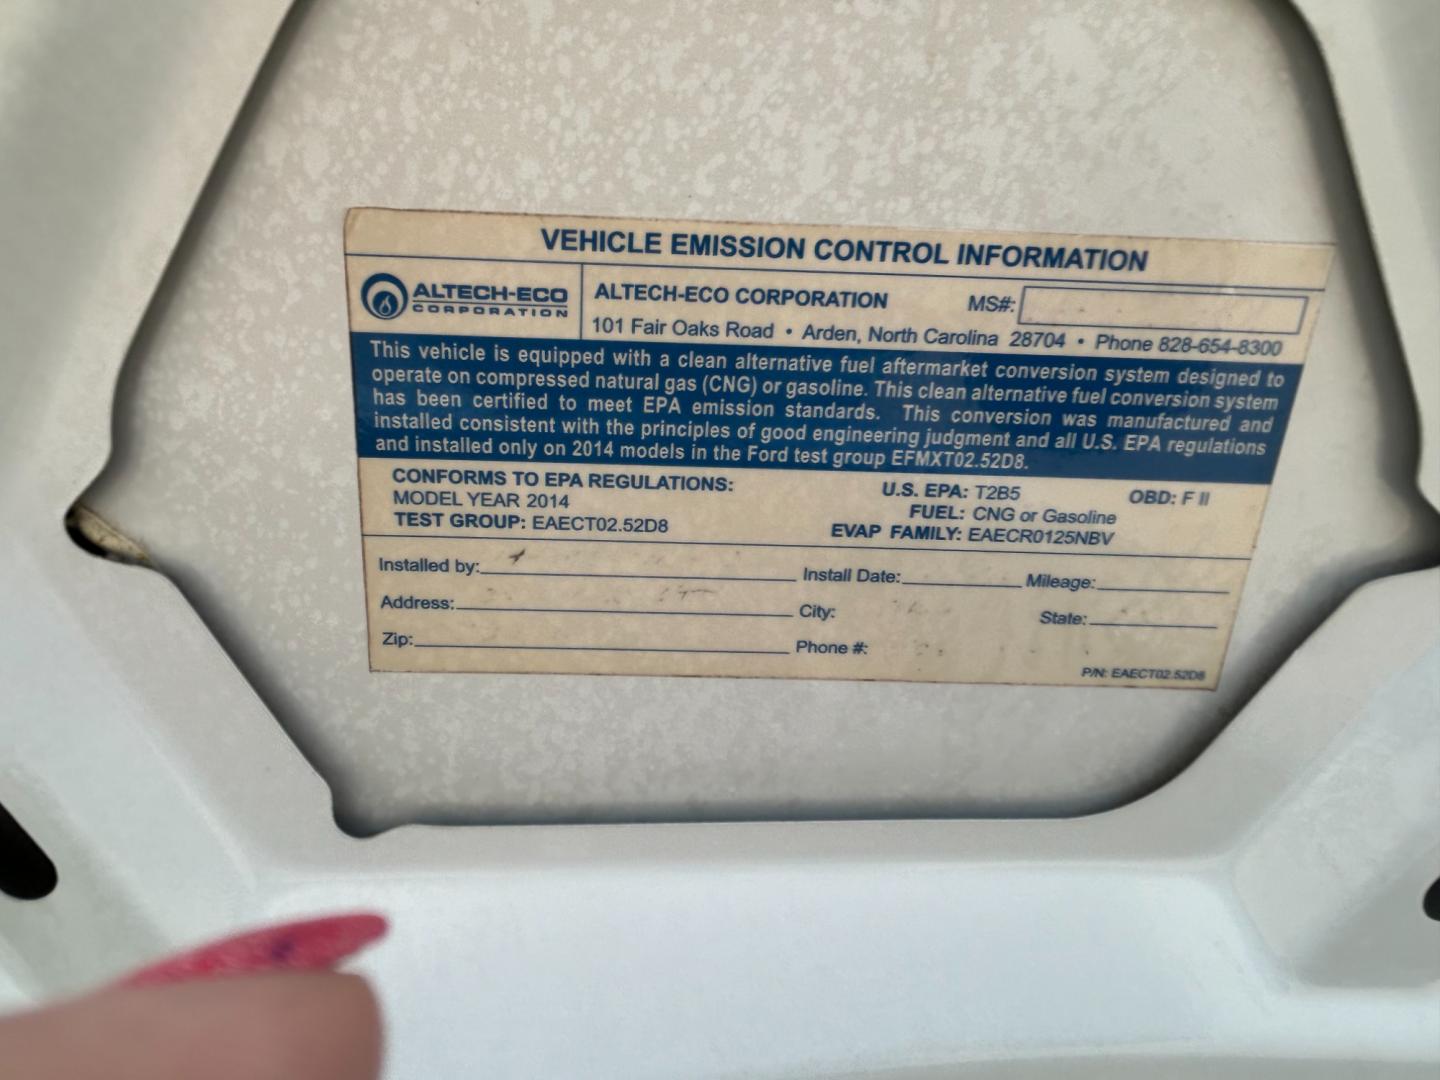 VEHICLE EMISSION CONTROL INFORMATION
ALTECH-ECO
CORPORATION
ALTECH-ECO CORPORATION MS#:
101 Fair Oaks Road • Arden, North Carolina 28704 • Phone 828-654-8300
This vehicle is equipped with a clean alternative fuel aftermarket conversion system designed to
operate on compressed natural gas (CNG) or gasoline. This clean alternative fuel conversion system
has been certified to meet EPA emission standards. This conversion was manufactured and
installed consistent with the principles of good engineering judgment and all U.S. EPA regulations
and installed only on 2014 models in the Ford test group EFMXT02.52D8.
CONFORMS TO EPA REGULATIONS:
MODEL YEAR 2014
TEST GROUP: EAECT02.52D8
U.S. EPA: T2B5 OBD: F II
FUEL: CNG or Gasoline
EVAP FAMILY: EAECR0125NBV
Installed by: Install Date: Mileage:
Address: City: State:
Zip: Phone #:
P/N: EAECT02.52D8